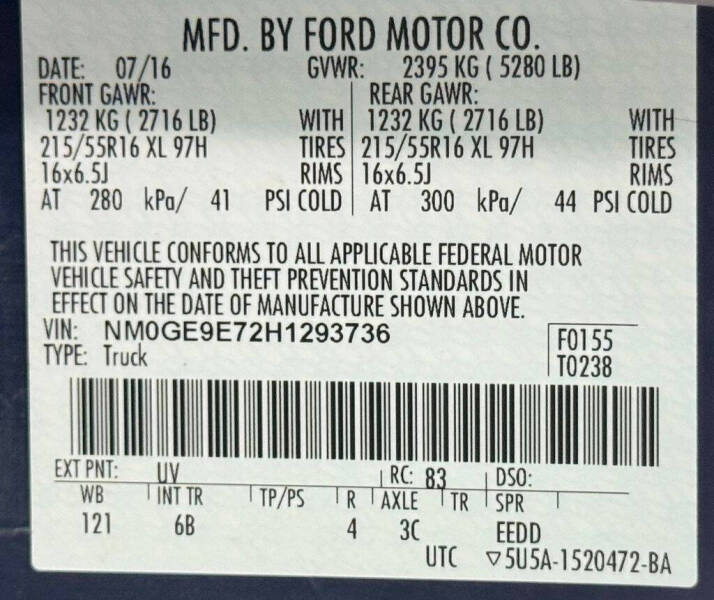 MFD. BY FORD MOTOR CO.
DATE: 07/16 GVWR: 2395 KG ( 5280 LB)
FRONT GAWR: REAR GAWR:
1232 KG ( 2716 LB) WITH 1232 KG ( 2716 LB) WITH
215/55R16 XL 97H TIRES 215/55R16 XL 97H TIRES
16x6.5J RIMS 16x6.5J RIMS
AT 280 kPa/ 41 PSI COLD AT 300 kPa/ 44 PSI COLD
THIS VEHICLE CONFORMS TO ALL APPLICABLE FEDERAL MOTOR
VEHICLE SAFETY AND THEFT PREVENTION STANDARDS IN
EFFECT ON THE DATE OF MANUFACTURE SHOWN ABOVE.
VIN: NM0GE9E72H1293736 F0155
TYPE: Truck T0238
EXT PNT: UV RC: 83 DSO:
WB INT TR TP/PS R AXLE TR SPR
121 6B 4 3C EEDD
UTC ▽5U5A-1520472-BA